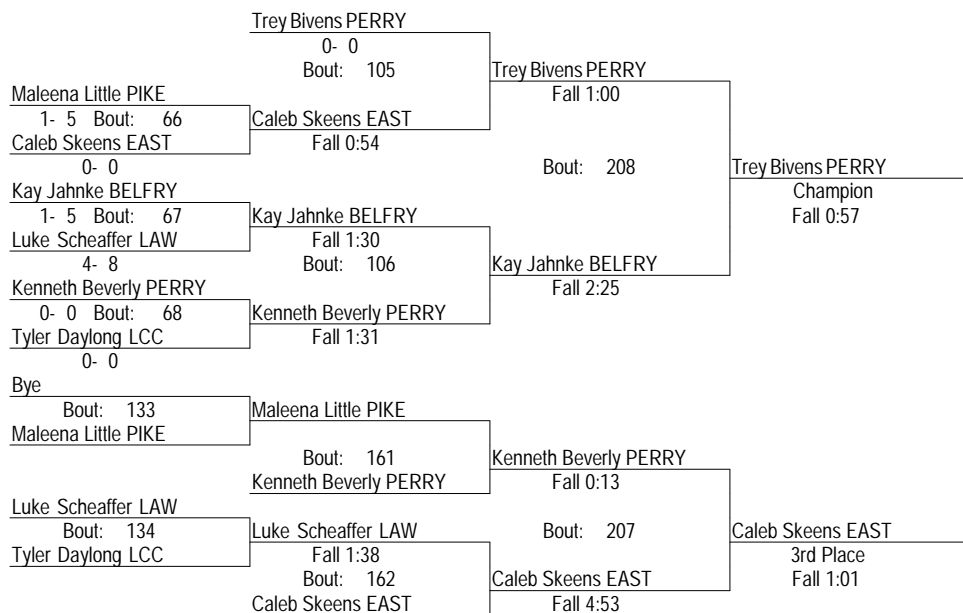 Trey Bivens PERRY
0- 0
Bout: 105 Trey Bivens PERRY
Maleena Little PIKE Fall 1:00
1- 5 Bout: 66 Caleb Skeens EAST
Caleb Skeens EAST Fall 0:54
0- 0 Bout: 208 Trey Bivens PERRY
Kay Jahnke BELFRY Champion
1- 5 Bout: 67 Kay Jahnke BELFRY Fall 0:57
Luke Scheaffer LAW Fall 1:30
4- 8 Bout: 106 Kay Jahnke BELFRY
Kenneth Beverly PERRY Fall 2:25
0- 0 Bout: 68 Kenneth Beverly PERRY
Tyler Daylong LCC Fall 1:31
0- 0
Bye
Bout: 133 Maleena Little PIKE
Maleena Little PIKE
Bout: 161 Kenneth Beverly PERRY
Kenneth Beverly PERRY Fall 0:13
Luke Scheaffer LAW
Bout: 134 Luke Scheaffer LAW Bout: 207 Caleb Skeens EAST
Tyler Daylong LCC Fall 1:38 3rd Place
Bout: 162 Caleb Skeens EAST Fall 1:01
Caleb Skeens EAST Fall 4:53